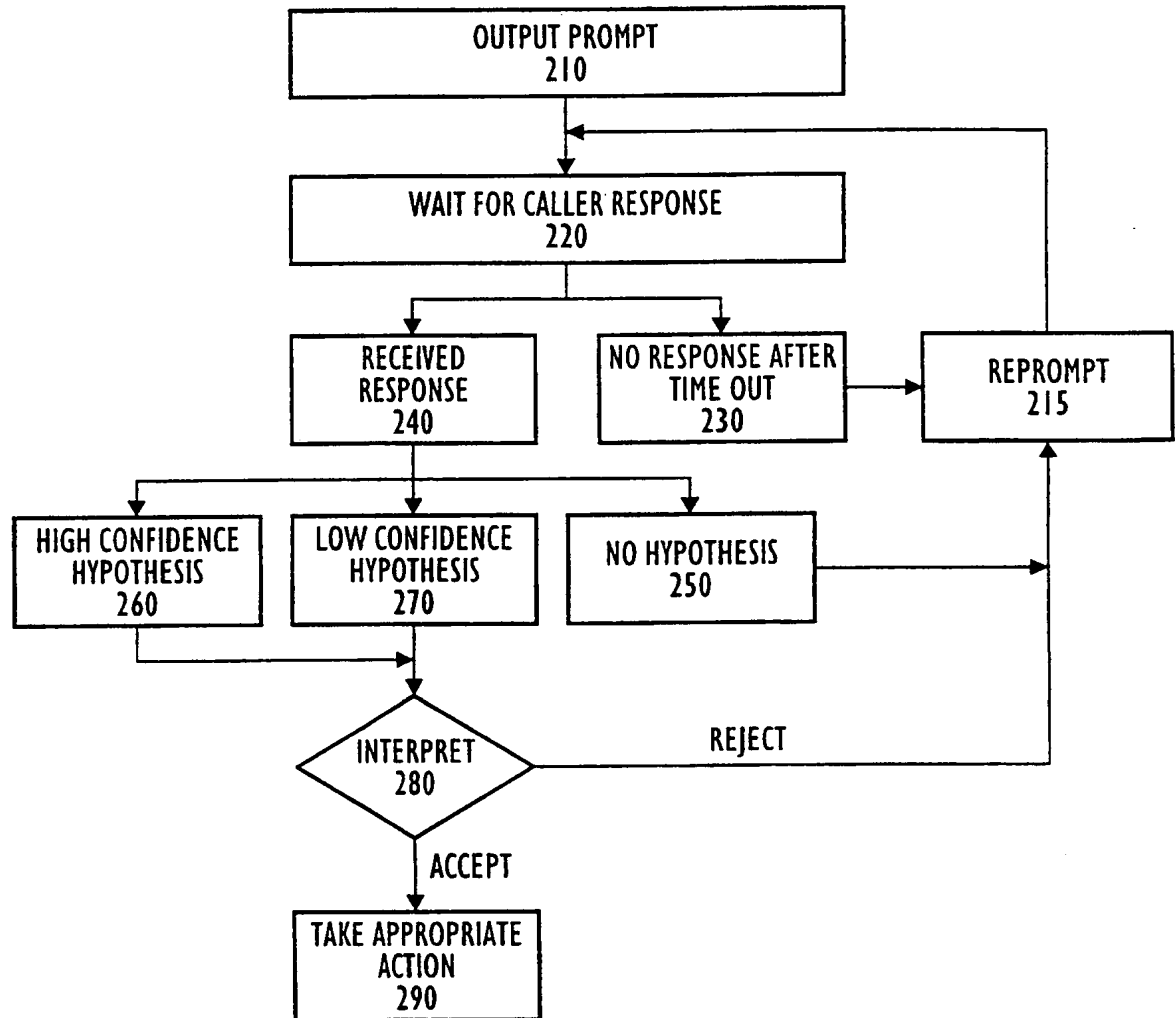 OUTPUT PROMPT
210
WAIT FOR CALLER RESPONSE
220
RECEIVED
RESPONSE
240
NO RESPONSE AFTER
TIME OUT
230
REPROMPT
215
HIGH CONFIDENCE
HYPOTHESIS
260
LOW CONFIDENCE
HYPOTHESIS
270
NO HYPOTHESIS
250
INTERPRET
280
REJECT
ACCEPT
TAKE APPROPRIATE
ACTION
290